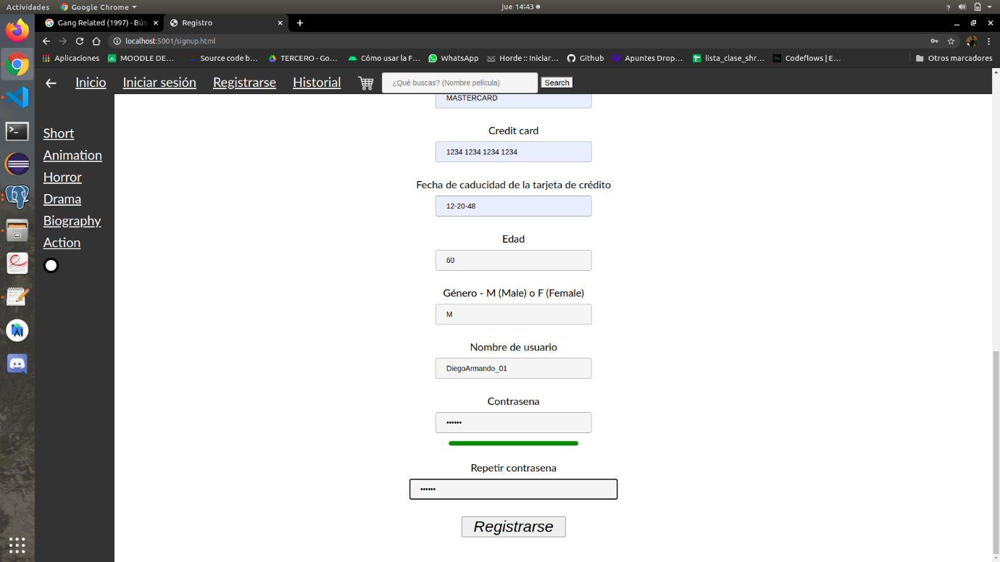 Actividades Google Chrome jue 14:43
Gang Related (1997) - Bús Registro
localhost:5001/signup.html
Aplicaciones MOODLE DE... Source code b... TERCERO - Go... Cómo usar la F... WhatsApp Horde :: Iniciar... Github Apuntes Drop... lista_clase_shr... Codeflows | E... Otros marcadores
Inicio Iniciar sesión Registrarse Historial ¿Qué buscas? (Nombre película) Search
Short
Animation
Horror
Drama
Biography
Action
MASTERCARD
Credit card
1234 1234 1234 1234
Fecha de caducidad de la tarjeta de crédito
12-20-48
Edad
60
Género - M (Male) o F (Female)
M
Nombre de usuario
DiegoArmando_01
Contrasena
••••••
Repetir contrasena
••••••
Registrarse